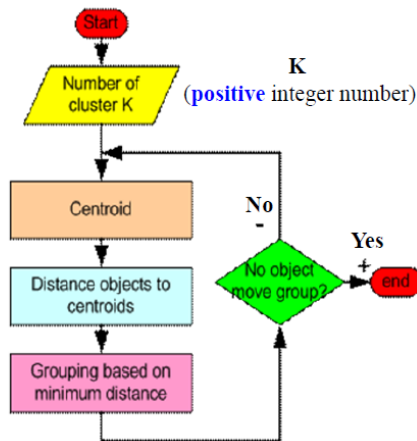 Start
Number of
cluster K
K
(positive integer number)
Centroid
Distance objects to
centroids
Grouping based on
minimum distance
No
-
No object
move group?
Yes
+
end